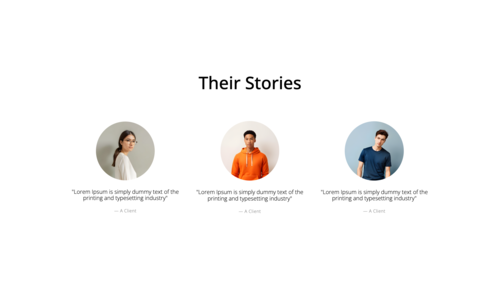 Their Stories
"Lorem Ipsum is simply dummy text of the
printing and typesetting industry"
— A Client
"Lorem Ipsum is simply dummy text of the
printing and typesetting industry"
— A Client
"Lorem Ipsum is simply dummy text of the
printing and typesetting industry"
— A Client